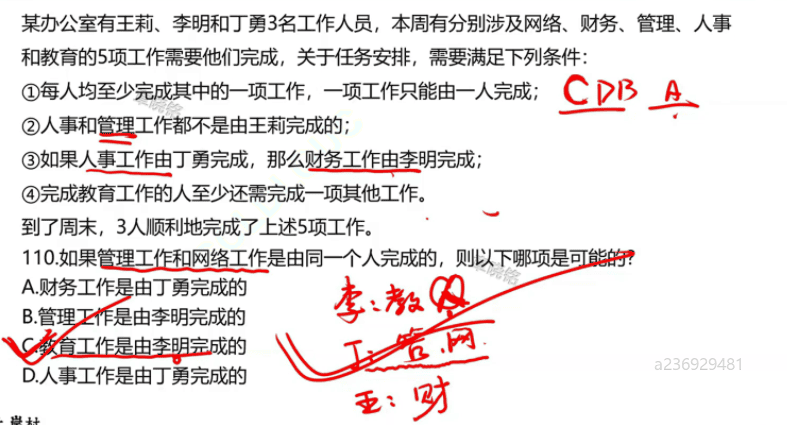 某办公室有王莉、李明和丁勇3名工作人员，本周有分别涉及网络、财务、管理、人事
和教育的5项工作需要他们完成，关于任务安排，需要满足下列条件：
①每人均至少完成其中的一项工作，一项工作只能由一人完成；
CDB A
②人事和管理工作都不是由王莉完成的；
③如果人事工作由丁勇完成，那么财务工作由李明完成；
④完成教育工作的人至少还需完成一项其他工作。
到了周末，3人顺利地完成了上述5项工作。
110.如果管理工作和网络工作是由同一个人完成的，则以下哪项是可能的？
A.财务工作是由丁勇完成的
B.管理工作是由李明完成的
C.教育工作是由李明完成的
D.人事工作是由丁勇完成的
李：教
丁：管.网
王：财
a236929481